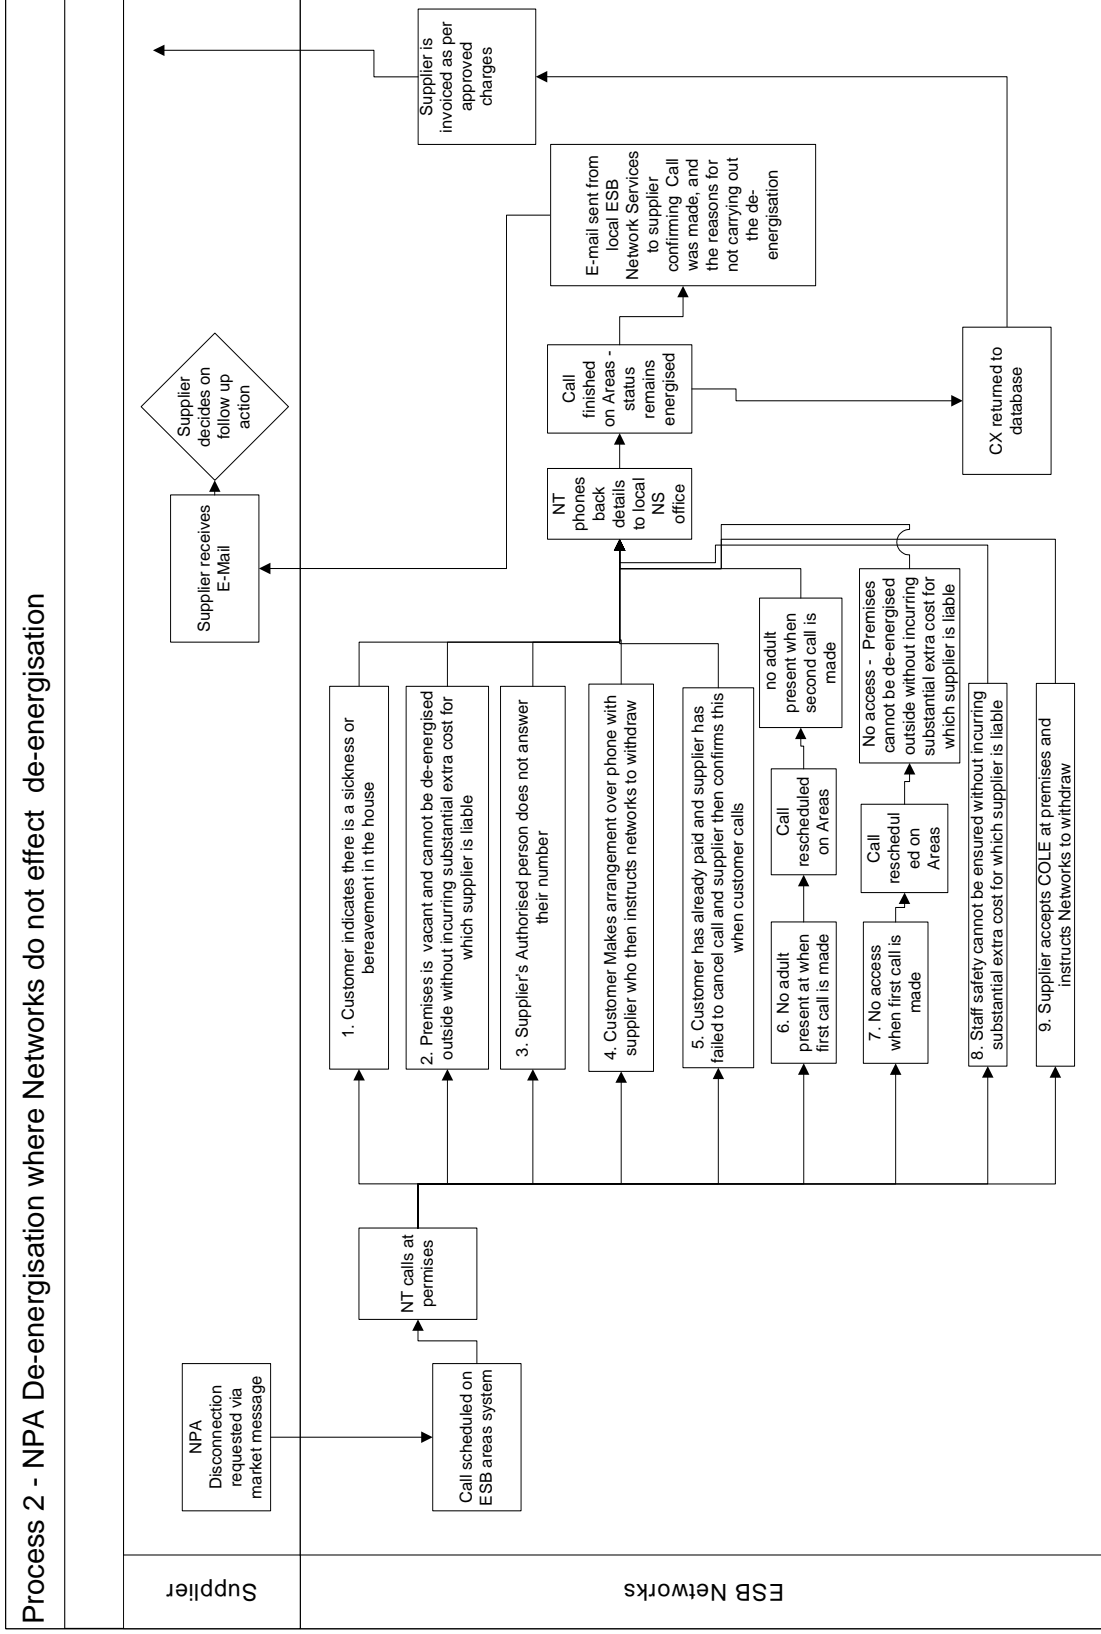 Process 2 - NPA De-energisation where Networks do not effect  de-energisation
Supplier
NPA
Disconnection
requested via
market message
Supplier receives
E-Mail
Supplier
decides on
follow up
action
ESB Networks
Call scheduled on
ESB areas system
NT calls at
permises
1. Customer indicates there is a sickness or
bereavement in the house
2. Premises is  vacant and cannot be de-energised
outside without incurring substantial extra cost for
which supplier is liable
3. Supplier's Authorised person does not answer
their number
4. Customer Makes arrangement over phone with
supplier who then instructs networks to withdraw
5. Customer has already paid and supplier has
failed to cancel call and supplier then confirms this
when customer calls
6. No adult
present at when
first call is made
Call
rescheduled
on Areas
no adult
present when
second call is
made
7. No access
when first call is
made
Call
reschedul
ed on
Areas
No access -  Premises
cannot be de-energised
outside without incurring
substantial extra cost for
which supplier is liable
8. Staff safety cannot be ensured without incurring
substantial extra cost for which supplier is liable
9. Supplier accepts COLE at premises and
instructs Networks to withdraw
NT
phones
back
details
to local
NS
office
Call
finished
on Areas -
status
remains
energised
E-mail sent from
local ESB
Network Services
to supplier
confirming  Call
was made, and
the reasons for
not carrying out
the de-
energisation
CX returned to
database
Supplier is
invoiced as per
approved
charges